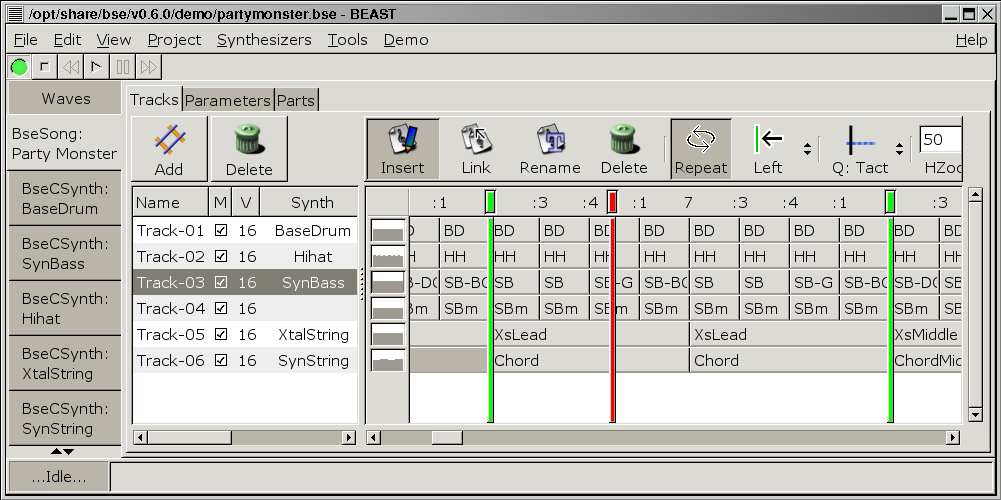 /opt/share/bse/v0.6.0/demo/partymonster.bse - BEAST
File Edit View Project Synthesizers Tools Demo Help
Waves
BseSong:
Party Monster
BseCSynth:
BaseDrum
BseCSynth:
SynBass
BseCSynth:
Hihat
BseCSynth:
XtalString
BseCSynth:
SynString
Tracks Parameters Parts
Add Delete Insert Link Rename Delete Repeat Left Q: Tact 50 HZoo
Name M V Synth :1 :3 :4 :1 7 :3 :4 :1 :3
Track-01 16 BaseDrum BD BD BD BD BD BD BD BD BD BD
Track-02 16 Hihat HH HH HH HH HH HH HH HH HH HH
Track-03 16 SynBass SB-BC SB SB SB-G SB-BC SB SB SB-G SB-BC SB-DC
Track-04 16 SBm SBm SBm SBm SBm SBm SBm SBm SBm SBm
Track-05 16 XtalString XsLead XsLead XsMiddle
Track-06 16 SynString Chord Chord ChordMid
...Idle...